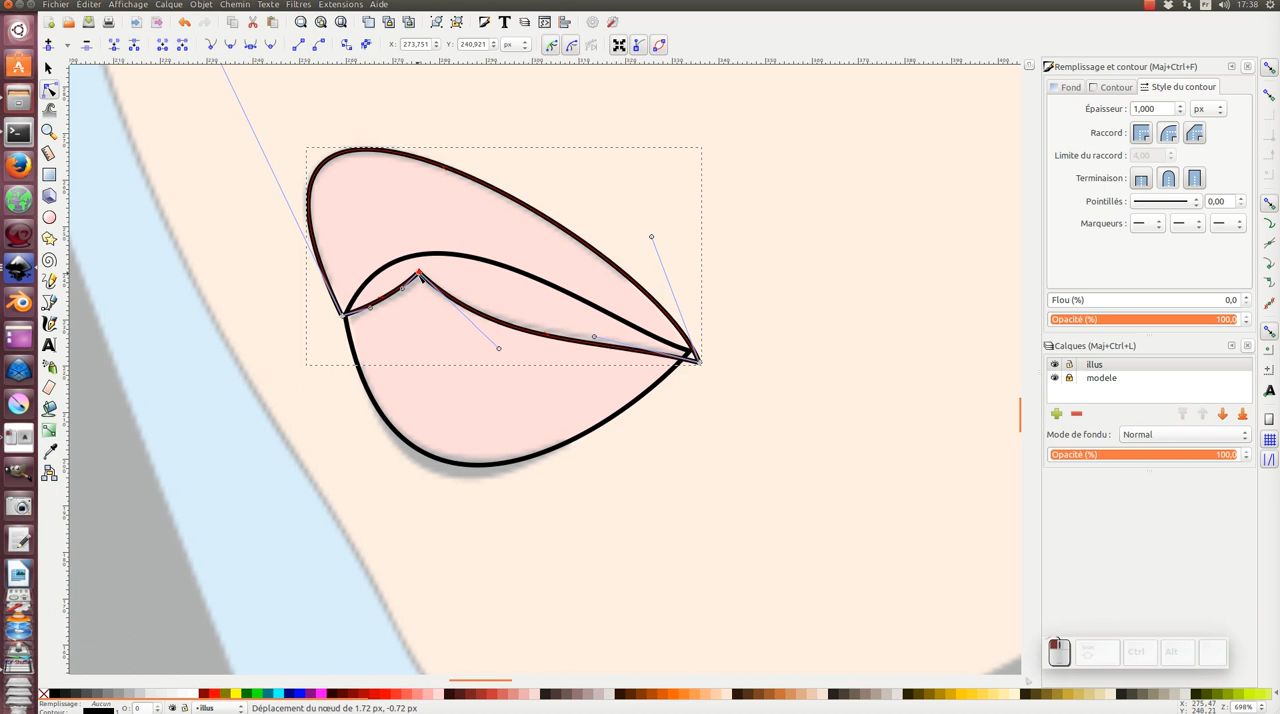 Fichier Éditer Affichage Calque Objet Chemin Texte Filtres Extensions Aide
Fr 17:38
X: 273,751 Y: 240,921 px
Remplissage et contour (Maj+Ctrl+F)
Fond Contour Style du contour
Épaisseur : 1,000 px
Raccord :
Limite du raccord : 4,00
Terminaison :
Pointillés : 0,00
Marqueurs :
Flou (%) 0,0
Opacité (%) 100,0
Calques (Maj+Ctrl+L)
illus
modele
Mode de fondu : Normal
Opacité (%) 100,0
Ctrl Alt
Remplissage : Aucun
Contour :
O: 0
illus
Déplacement du nœud de 1.72 px, -0.72 px
X: 275,47
Y: 240,21
Z: 698%